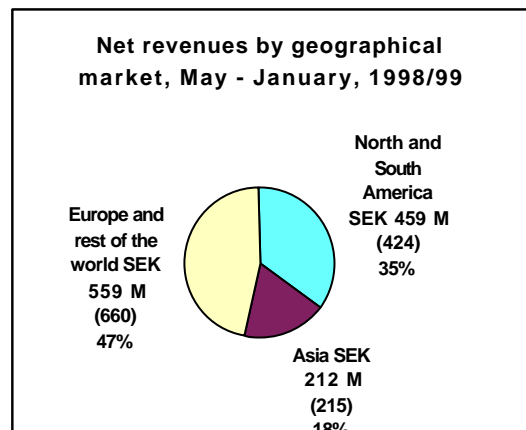 Net revenues by geographical
market, May - January, 1998/99
North and
South
America
SEK 459 M
(424)
35%
Europe and
rest of the
world SEK
559 M
(660)
47%
Asia SEK
212 M
(215)
18%